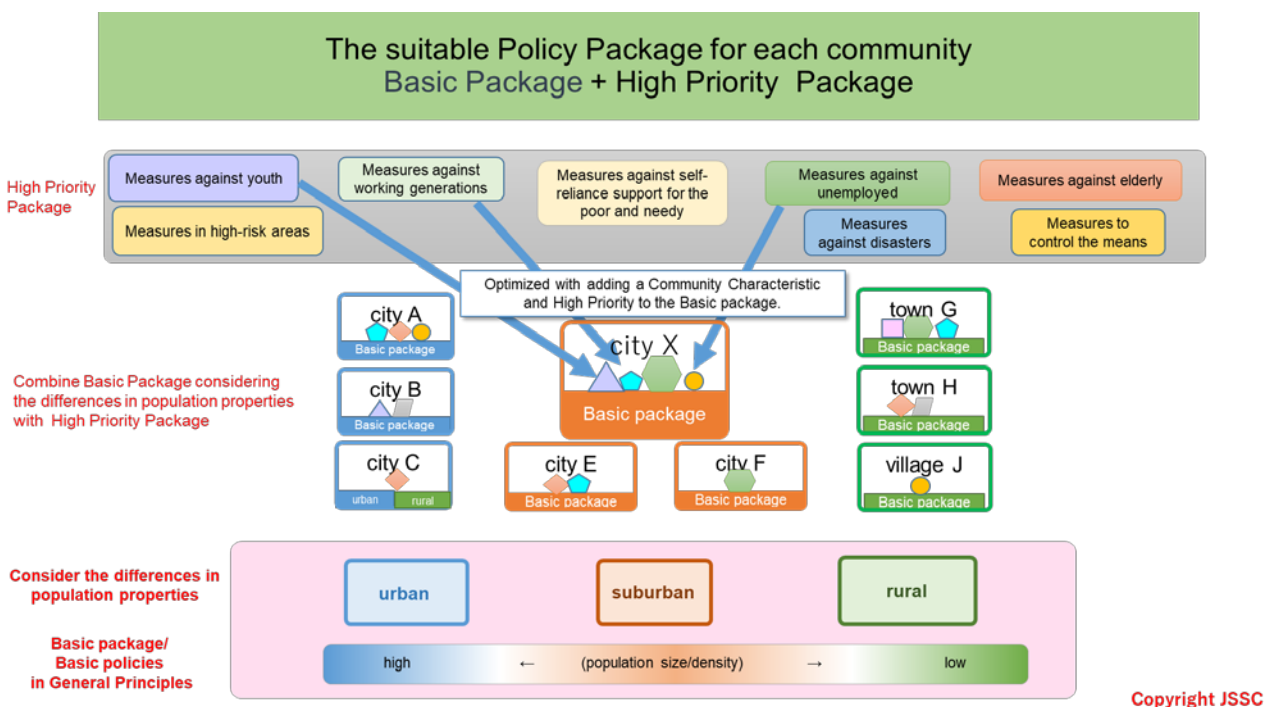 The suitable Policy Package for each community
Basic Package + High Priority Package
High Priority
Package
Measures against youth
Measures against
working generations
Measures against self-
reliance support for the
poor and needy
Measures against
unemployed
Measures against elderly
Measures in high-risk areas
Measures
against disasters
Measures to
control the means
Optimized with adding a Community Characteristic
and High Priority to the Basic package.
Combine Basic Package considering
the differences in population properties
with High Priority Package
city A
Basic package
city B
Basic package
city C
urban
rural
city X
Basic package
city E
Basic package
city F
Basic package
town G
Basic package
town H
Basic package
village J
Basic package
Consider the differences in
population properties
urban
suburban
rural
Basic package/
Basic policies
in General Principles
high
← (population size/density) →
low
Copyright JSSC